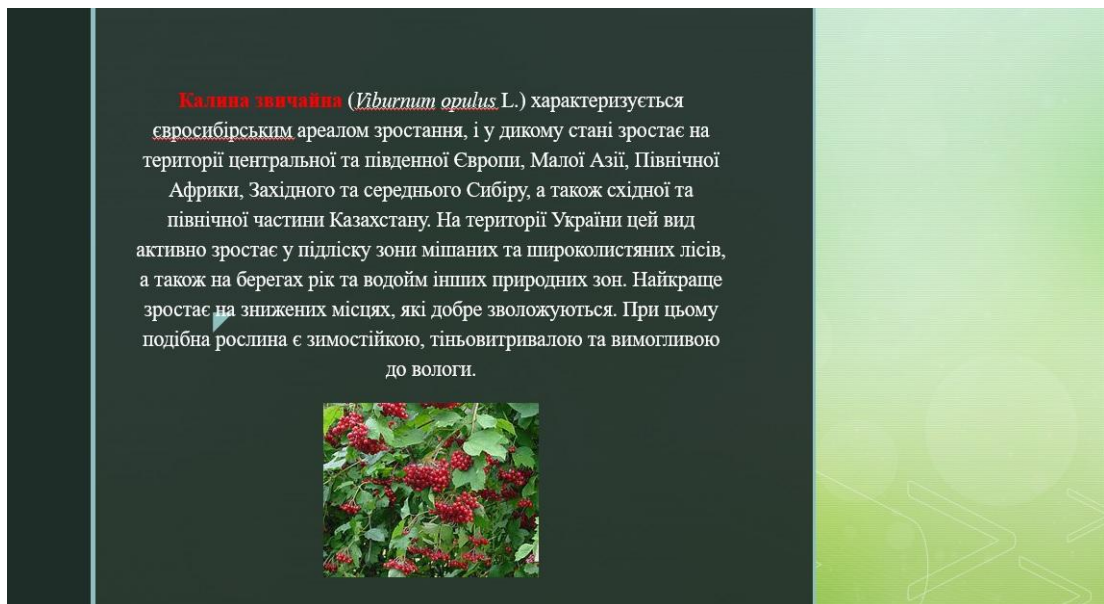 Калина звичайна (Viburnum opulus L.) характеризується
євросибірським ареалом зростання, і у дикому стані зростає на
території центральної та південної Європи, Малої Азії, Північної
Африки, Західного та середнього Сибіру, а також східної та
північної частини Казахстану. На території України цей вид
активно зростає у підліску зони мішаних та широколистяних лісів,
а також на берегах рік та водойм інших природних зон. Найкраще
зростає на знижених місцях, які добре зволожуються. При цьому
подібна рослина є зимостійкою, тіньовитривалою та вимогливою
до вологи.